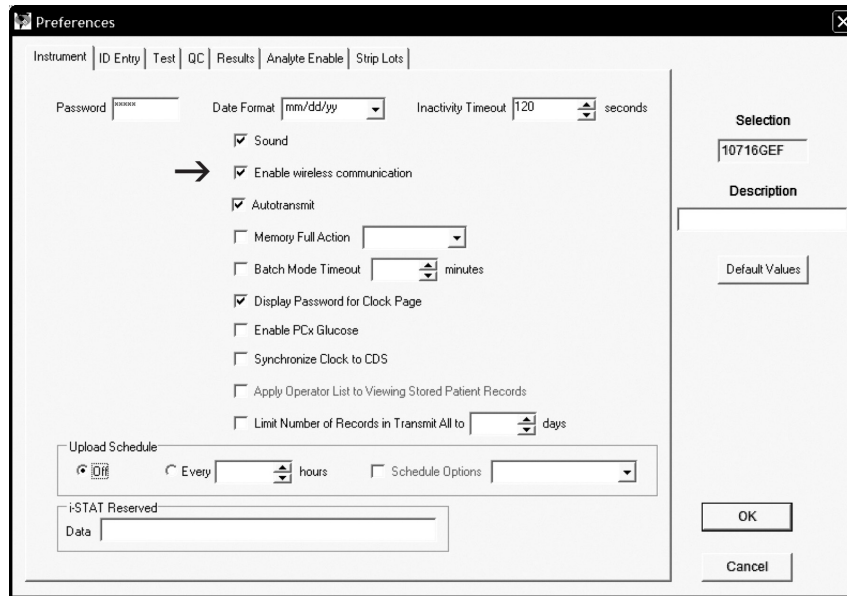 Preferences
Instrument ID Entry Test QC Results Analyte Enable Strip Lots
Password ***** Date Format mm/dd/yy Inactivity Timeout 120 seconds
Sound
Enable wireless communication
Autotransmit
Memory Full Action
Batch Mode Timeout minutes
Display Password for Clock Page
Enable PCx Glucose
Synchronize Clock to CDS
Apply Operator List to Viewing Stored Patient Records
Limit Number of Records in Transmit All to days
Upload Schedule
Off Every hours Schedule Options
i-STAT Reserved
Data
Selection
10716GEF
Description
Default Values
OK
Cancel